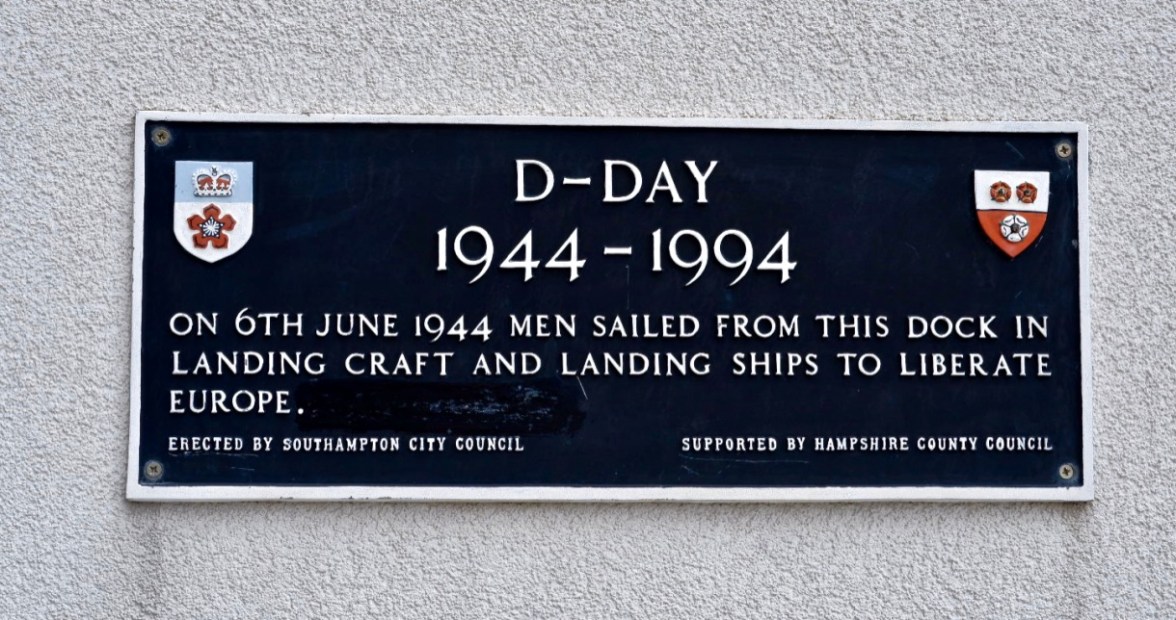 D-DAY
1944-1994
ON 6TH JUNE 1944 MEN SAILED FROM THIS DOCK IN
LANDING CRAFT AND LANDING SHIPS TO LIBERATE
EUROPE.
ERECTED BY SOUTHAMPTON CITY COUNCIL SUPPORTED BY HAMPSHIRE COUNTY COUNCIL